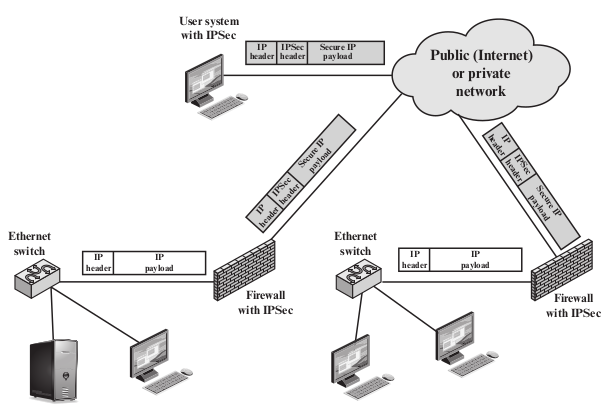 User system
with IPSec
IP
header
IPSec
header
Secure IP
payload
Public (Internet)
or private
network
IP
header
IPSec
header
Secure IP
payload
IP
header
IPSec
header
Secure IP
payload
Ethernet
switch
IP
header
IP
payload
Firewall
with IPSec
Ethernet
switch
IP
header
IP
payload
Firewall
with IPSec